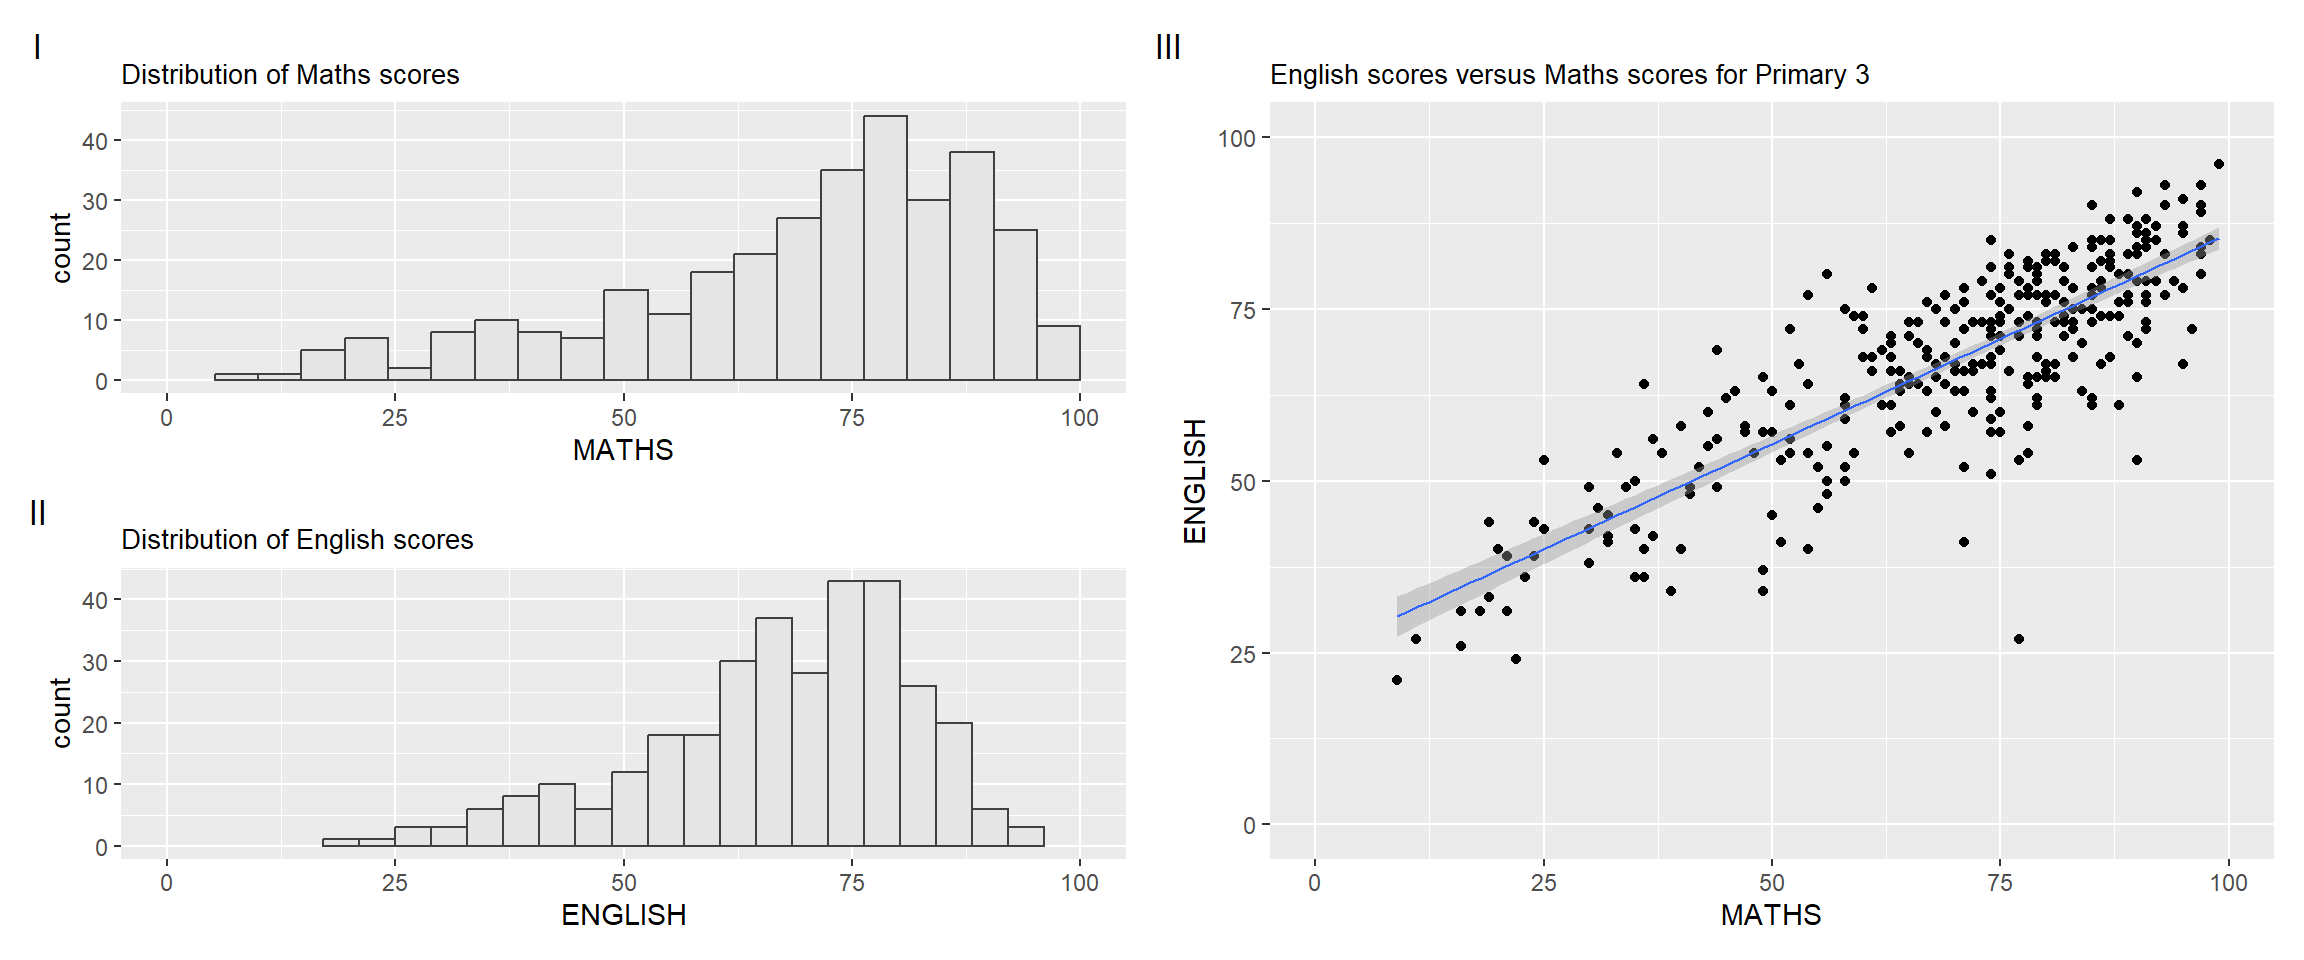 I
Distribution of Maths scores
40
30
20
10
0
count
0 25 50 75 100
MATHS
II
Distribution of English scores
40
30
20
10
0
count
0 25 50 75 100
ENGLISH
III
English scores versus Maths scores for Primary 3
100
75
50
25
0
ENGLISH
0 25 50 75 100
MATHS